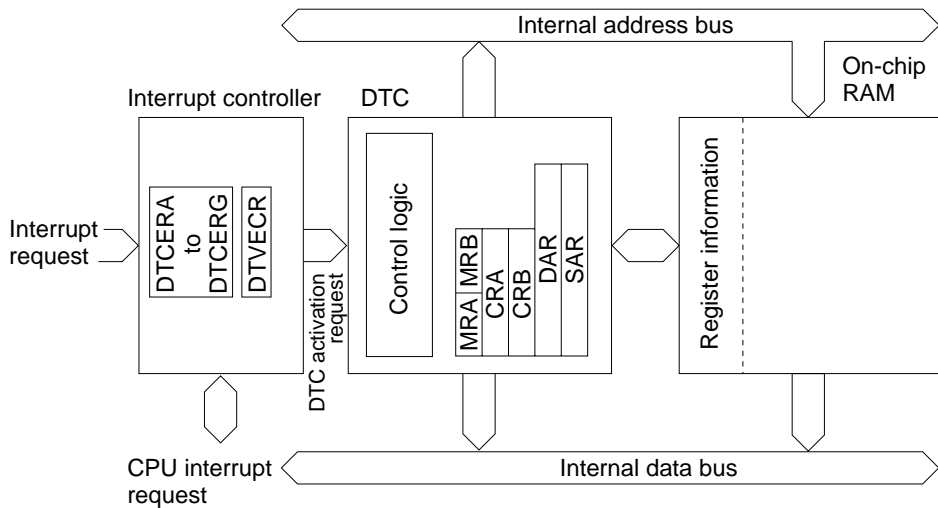 Internal address bus
On-chip
RAM
Interrupt controller
DTC
Interrupt
request
DTCERA
to
DTCERG
DTVECR
DTC activation
request
Control logic
MRA
MRB
CRA
CRB
DAR
SAR
Register information
CPU interrupt
request
Internal data bus